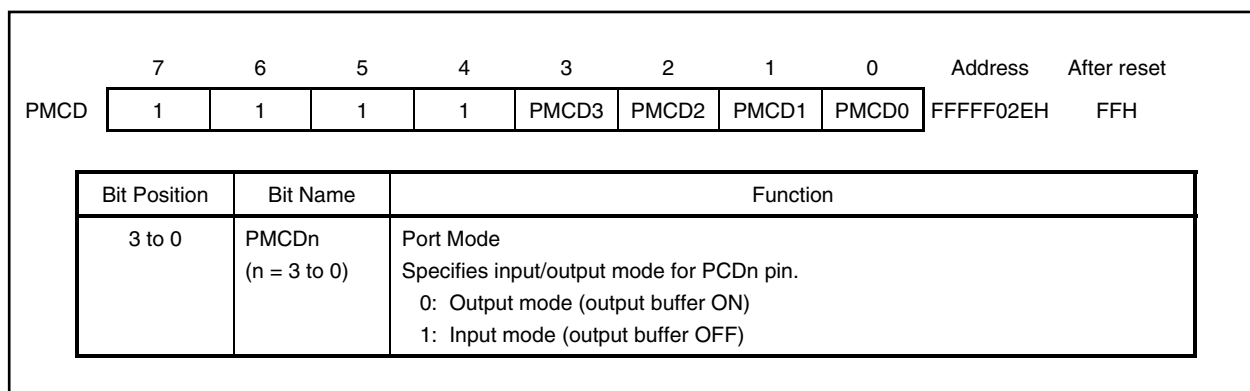 7 6 5 4 3 2 1 0 Address After reset
PMCD 1 1 1 1 PMCD3 PMCD2 PMCD1 PMCD0 FFFFF02EH FFH
Bit Position Bit Name Function
3 to 0 PMCDn Port Mode
(n = 3 to 0) Specifies input/output mode for PCDn pin.
0: Output mode (output buffer ON)
1: Input mode (output buffer OFF)